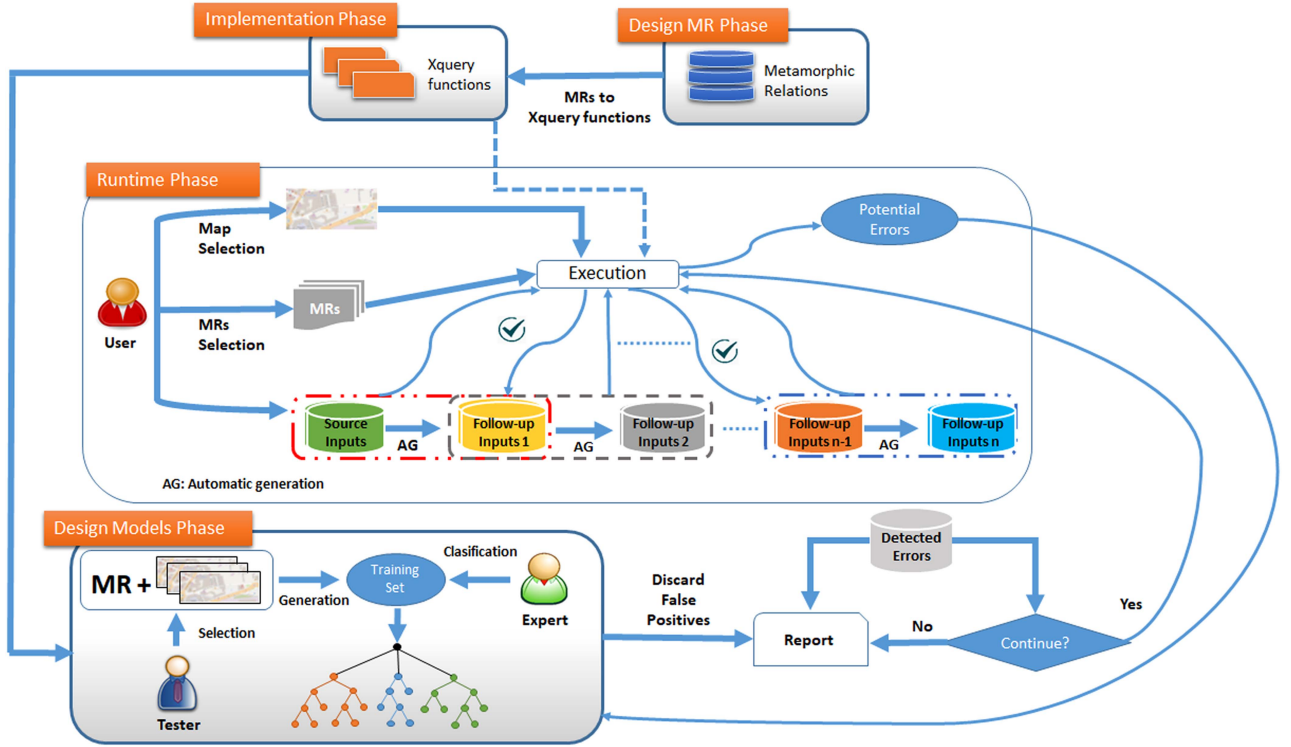 Implementation Phase
Design MR Phase
Xquery
functions
Metamorphic
Relations
MRs to
Xquery functions
Runtime Phase
Map
Selection
Potential
Errors
Execution
MRs
User
MRs
Selection
Source
Inputs
AG
Follow-up
Inputs 1
AG
Follow-up
Inputs 2
Follow-up
Inputs n-1
AG
Follow-up
Inputs n
AG: Automatic generation
Design Models Phase
MR +
Generation
Training
Set
Clasification
Expert
Selection
Tester
Discard
False
Positives
Detected
Errors
Report
No
Continue?
Yes